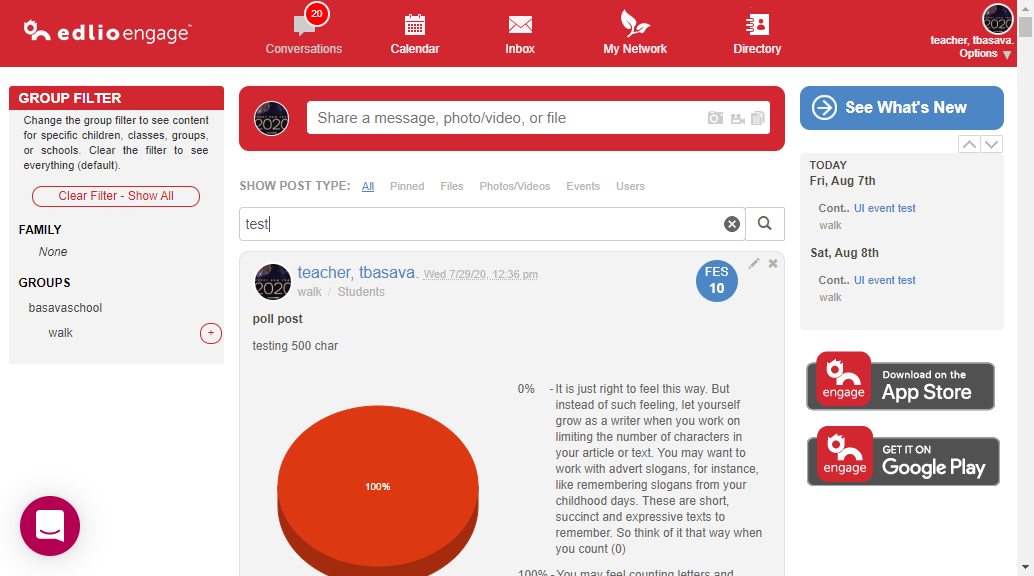 edlio engage
20
Conversations
Calendar
Inbox
My Network
Directory
teacher, tbasava.
Options ▼
GROUP FILTER
Change the group filter to see content
for specific children, classes, groups,
or schools. Clear the filter to see
everything (default).
Clear Filter - Show All
FAMILY
None
GROUPS
basavaschool
walk
+
2020
Share a message, photo/video, or file
SHOW POST TYPE: All Pinned Files Photos/Videos Events Users
test
2020
teacher, tbasava. Wed 7/29/20, 12:36 pm
walk / Students
FES
10
poll post
testing 500 char
100%
0% - It is just right to feel this way. But
instead of such feeling, let yourself
grow as a writer when you work on
limiting the number of characters in
your article or text. You may want to
work with advert slogans, for instance,
like remembering slogans from your
childhood days. These are short,
succinct and expressive texts to
remember. So think of it that way when
you count (0)
100% - You may feel counting letters and
See What's New
TODAY
Fri, Aug 7th
Cont.. UI event test
walk
Sat, Aug 8th
Cont.. UI event test
walk
engage
Download on the
App Store
engage
GET IT ON
Google Play